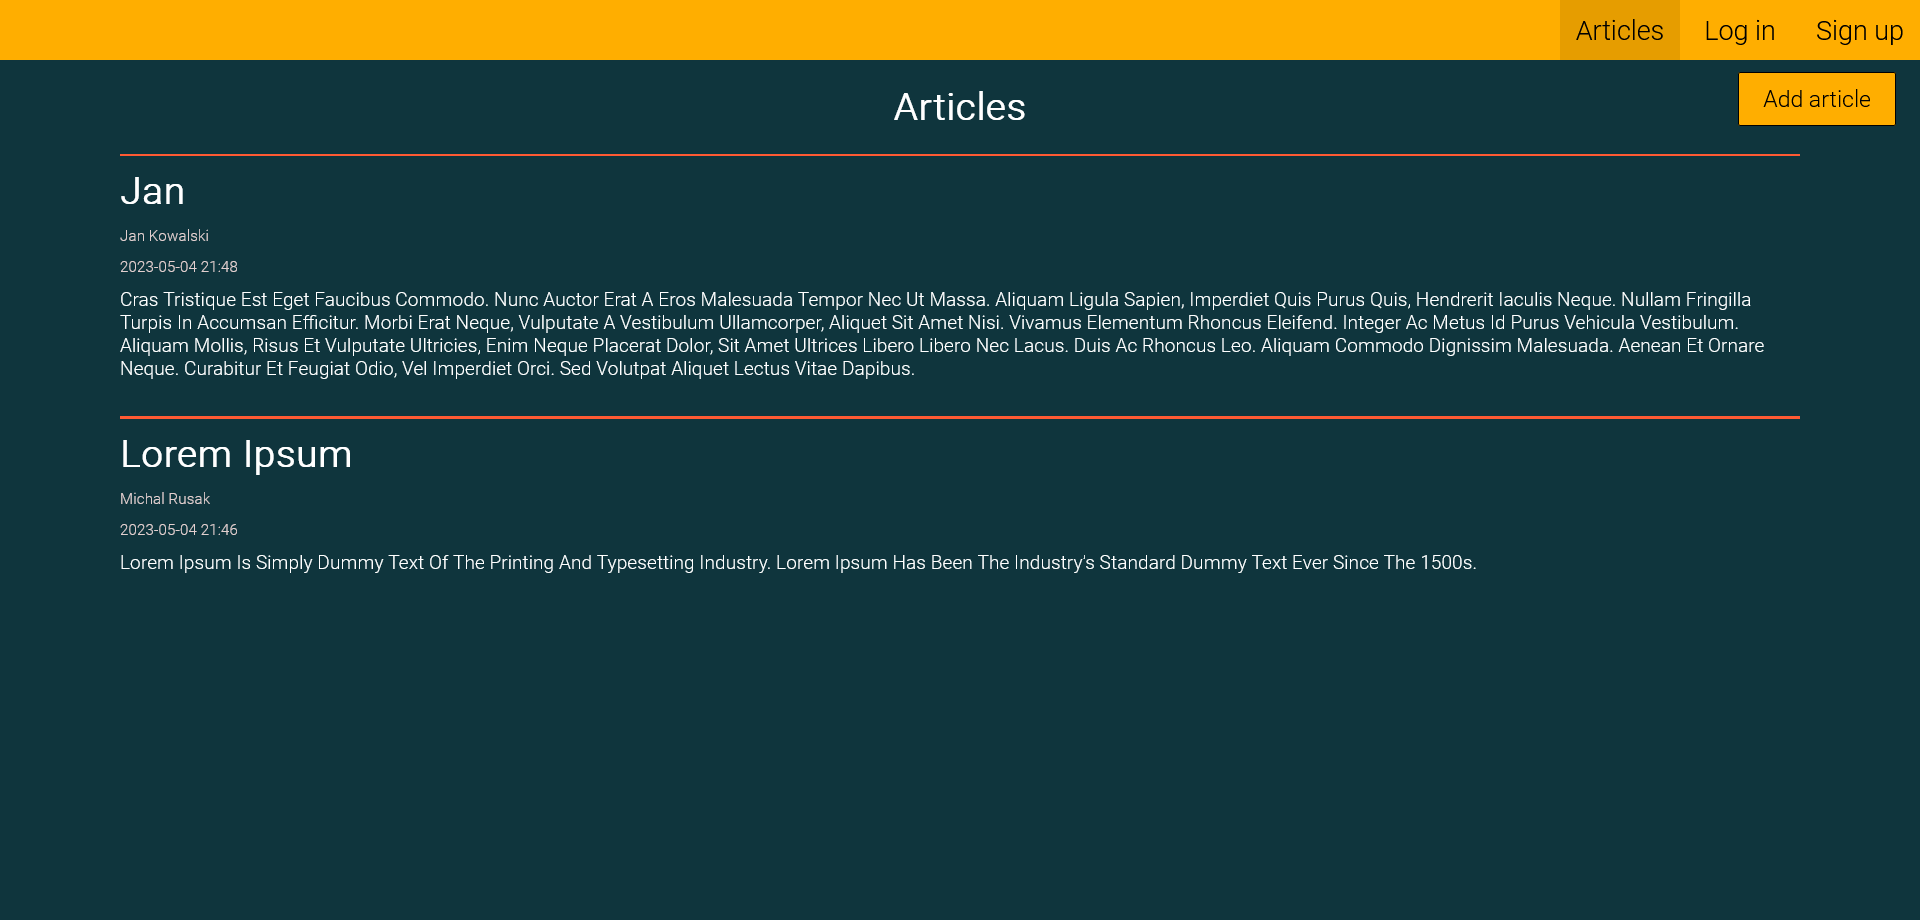 Articles Log in Sign up
Articles
Add article
Jan
Jan Kowalski
2023-05-04 21:48
Cras Tristique Est Eget Faucibus Commodo. Nunc Auctor Erat A Eros Malesuada Tempor Nec Ut Massa. Aliquam Ligula Sapien, Imperdiet Quis Purus Quis, Hendrerit Iaculis Neque. Nullam Fringilla
Turpis In Accumsan Efficitur. Morbi Erat Neque, Vulputate A Vestibulum Ullamcorper, Aliquet Sit Amet Nisi. Vivamus Elementum Rhoncus Eleifend. Integer Ac Metus Id Purus Vehicula Vestibulum.
Aliquam Mollis, Risus Et Vulputate Ultricies, Enim Neque Placerat Dolor, Sit Amet Ultrices Libero Libero Nec Lacus. Duis Ac Rhoncus Leo. Aliquam Commodo Dignissim Malesuada. Aenean Et Ornare
Neque. Curabitur Et Feugiat Odio, Vel Imperdiet Orci. Sed Volutpat Aliquet Lectus Vitae Dapibus.
Lorem Ipsum
Michal Rusak
2023-05-04 21:46
Lorem Ipsum Is Simply Dummy Text Of The Printing And Typesetting Industry. Lorem Ipsum Has Been The Industry's Standard Dummy Text Ever Since The 1500s.